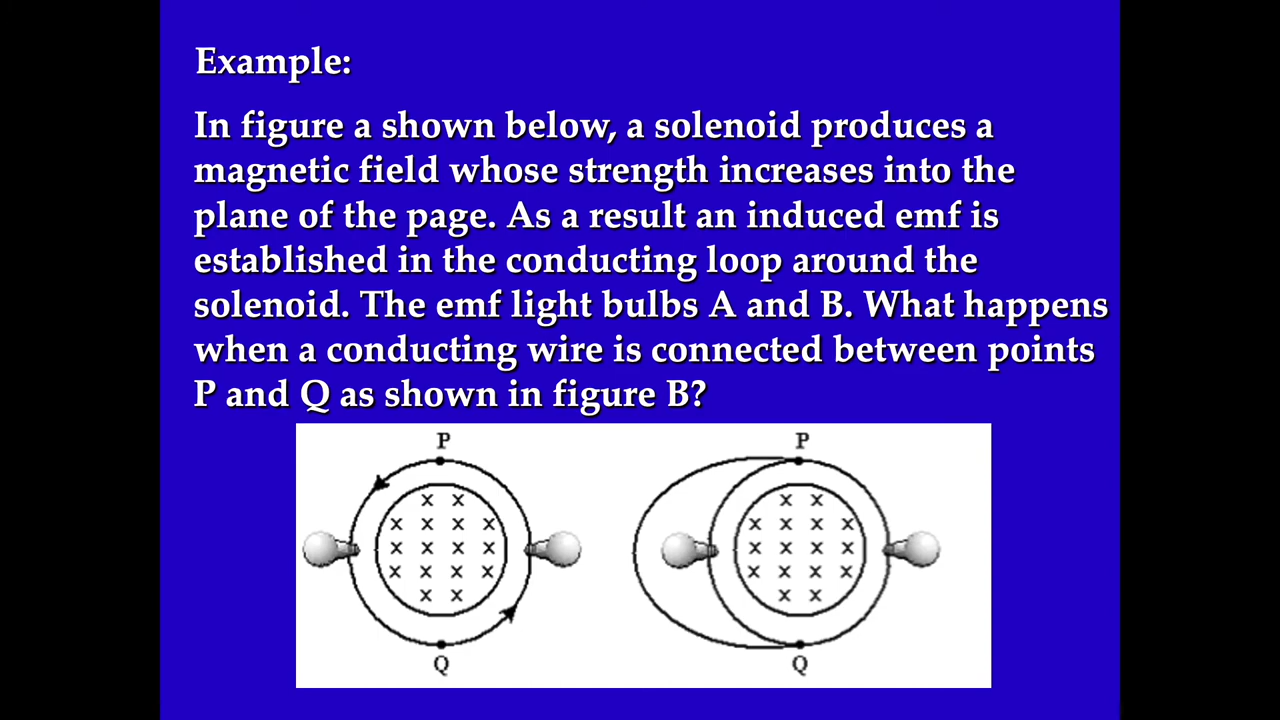 Example:
In figure a shown below, a solenoid produces a
magnetic field whose strength increases into the
plane of the page. As a result an induced emf is
established in the conducting loop around the
solenoid. The emf light bulbs A and B. What happens
when a conducting wire is connected between points
P and Q as shown in figure B?
P P
x x x x
x x x x x x x x
x x x x x x x x
x x x x x x x x
x x x x
Q Q